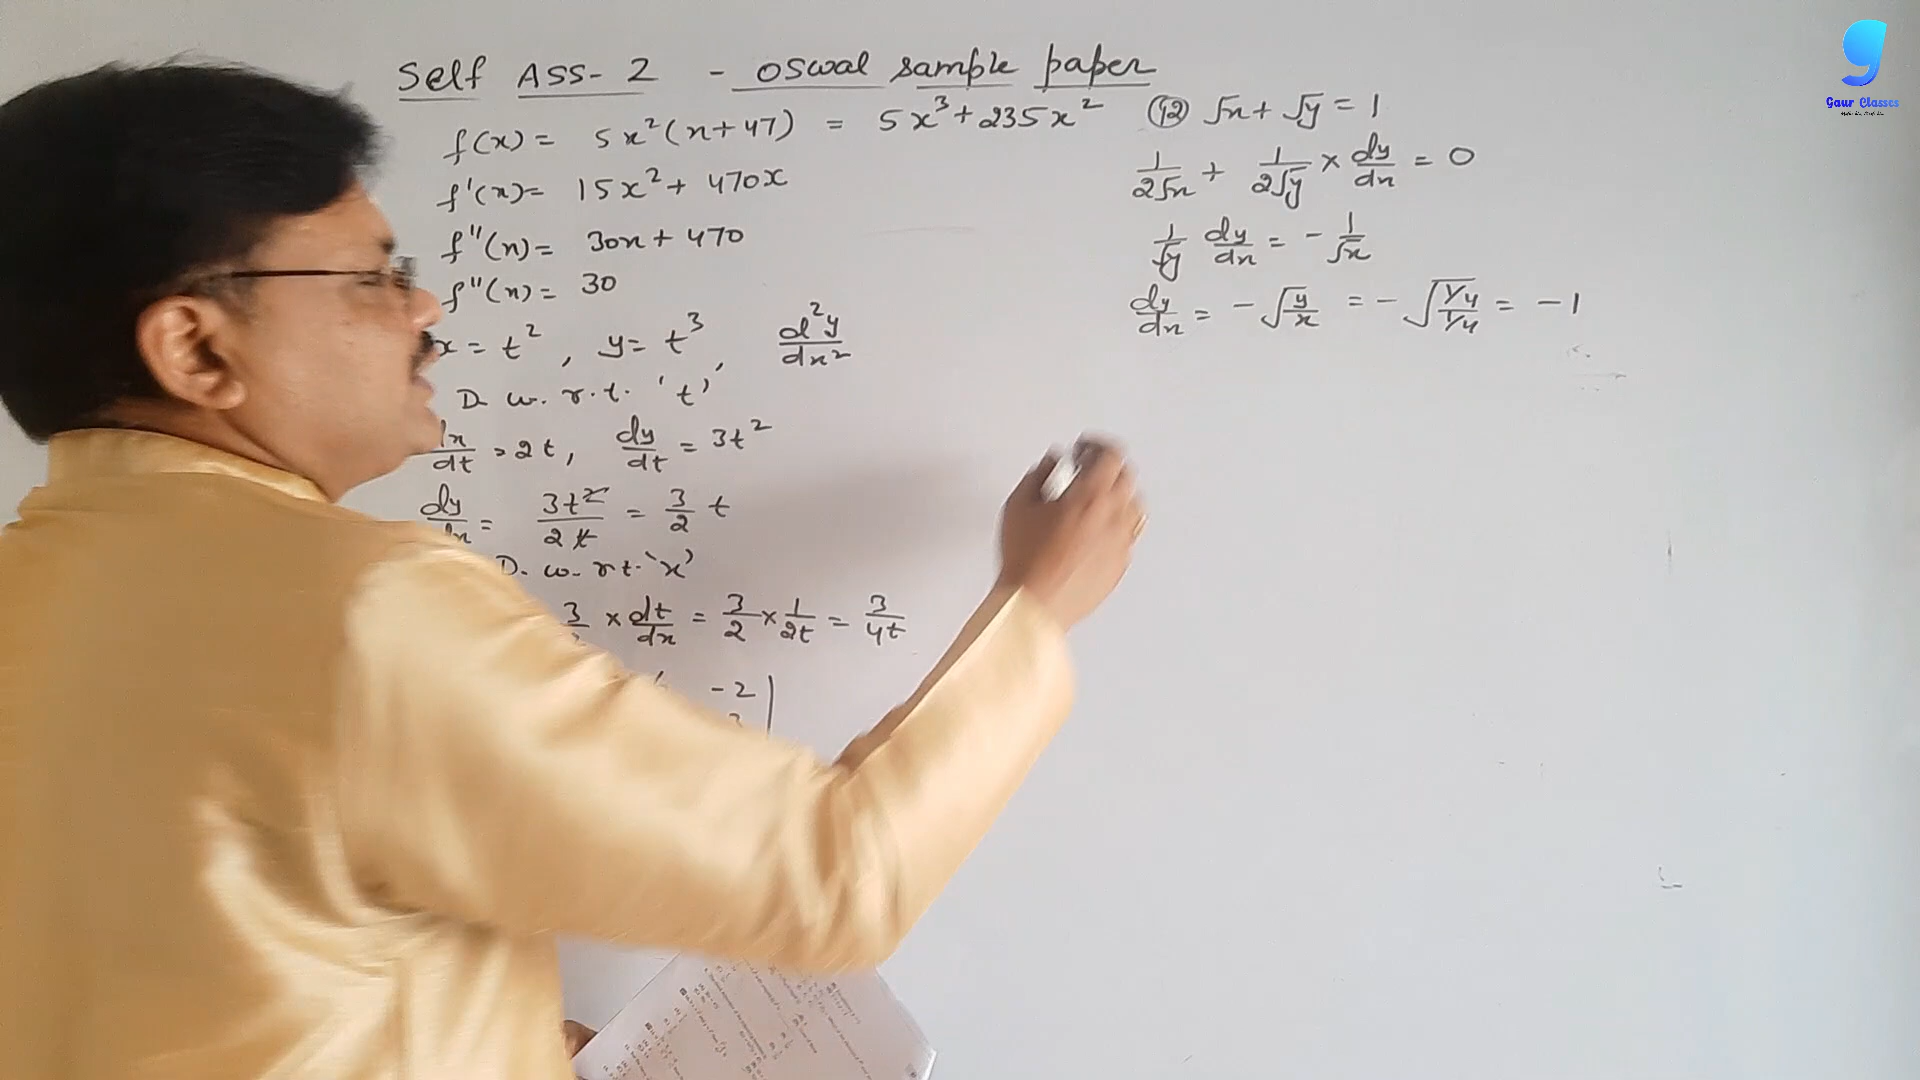 Self ASS-2 - oswal sample paper
f(x) = 5x²(x+47) = 5x³+235x²
f'(x)= 15x²+ 470x
f''(x)= 30x+ 470
f''(x)= 30
x = t², y= t³, d²y/dx²
D w.r.t. 't'
dx/dt = 2t, dy/dt = 3t²
dy/dx = 3t²/2t = 3/2 t
D. w. r.t. 'x'
× dt/dx = 3/2 × 1/2t = 3/4t
-2
(12) √x + √y = 1
1/2√x + 1/2√y × dy/dx = 0
1/√y dy/dx = - 1/√x
dy/dx = - √y/x = - √(1/4)/(1/4) = -1
g
Gaur Classes